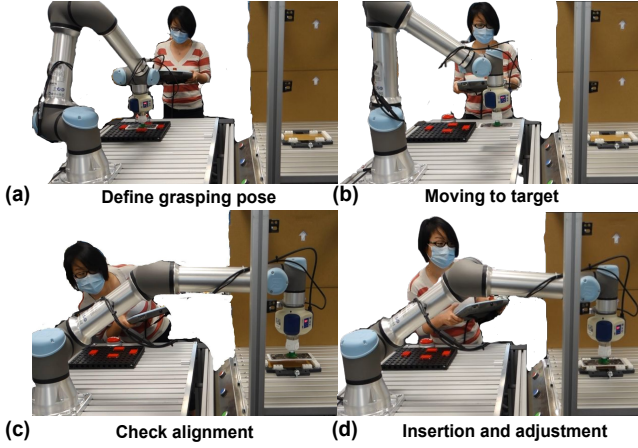 (a) Define grasping pose
(b) Moving to target
(c) Check alignment
(d) Insertion and adjustment